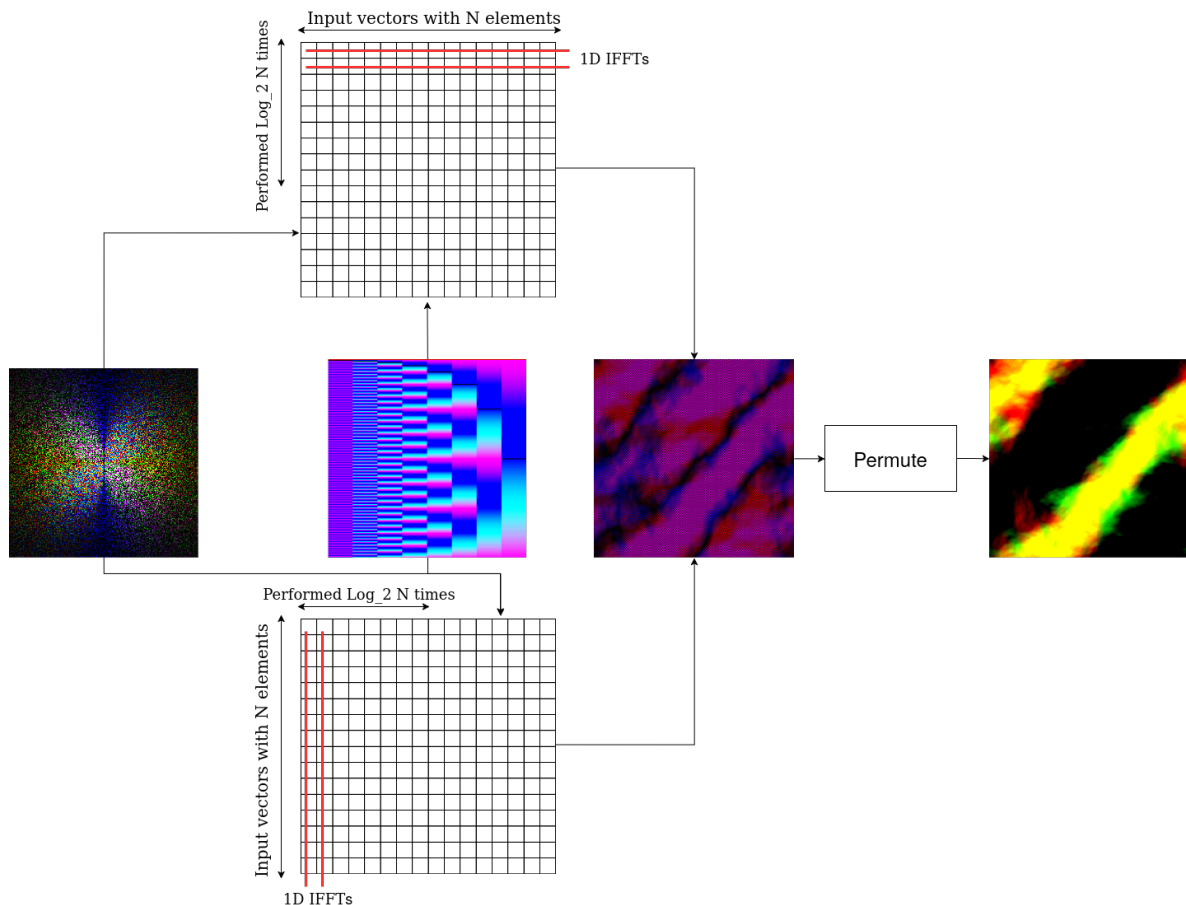 Input vectors with N elements
Performed Log_2 N times
1D IFFTs
Permute
Performed Log_2 N times
Input vectors with N elements
1D IFFTs